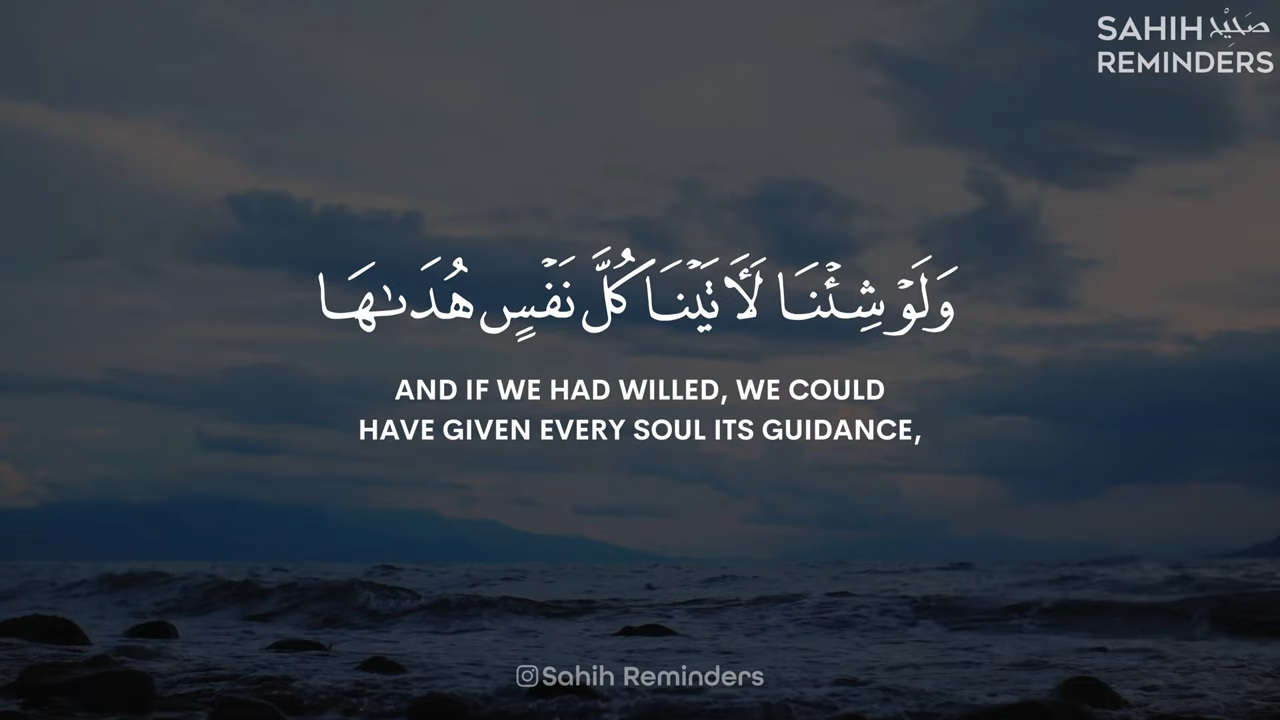 SAHIH صَحِيْح
REMINDERS
وَلَوۡ شِئۡنَا لَأٓتَيۡنَا كُلَّ نَفۡسٍ هُدَىٰهَا
AND IF WE HAD WILLED, WE COULD
HAVE GIVEN EVERY SOUL ITS GUIDANCE,
Sahih Reminders